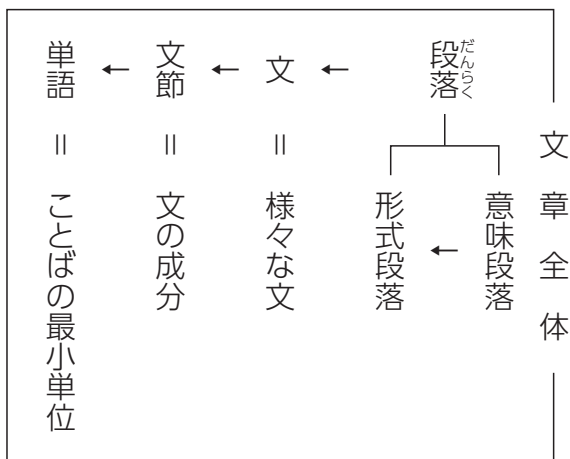 文章全体
意味段落
形式段落
段落
だんらく
文 = 様々な文
文節 = 文の成分
単語 = ことばの最小単位